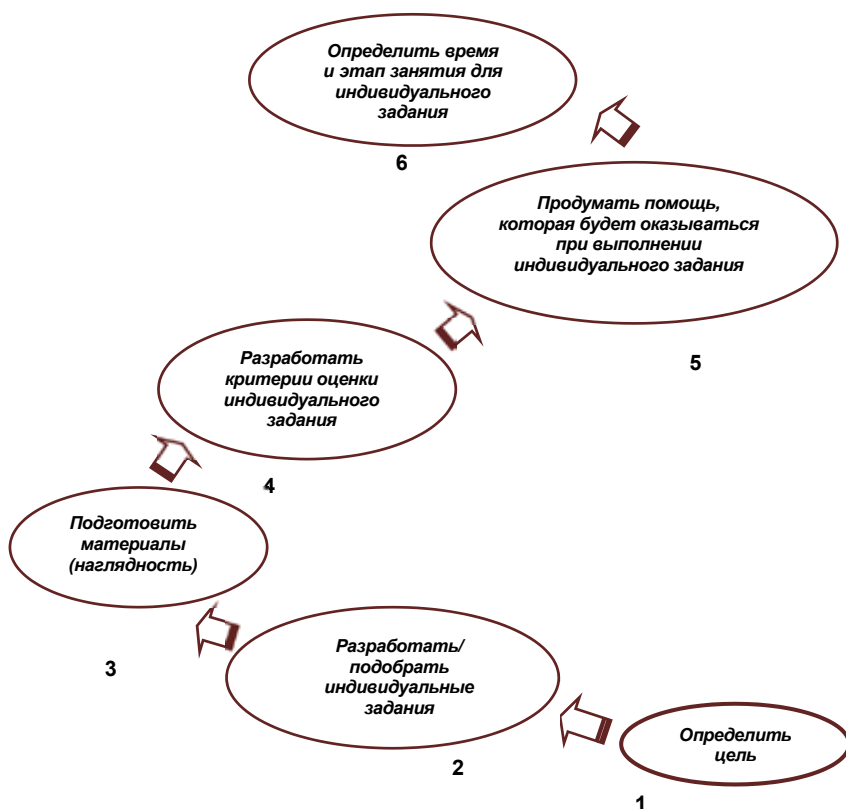 Определить время
и этап занятия для
индивидуального
задания
6
Продумать помощь,
которая будет оказываться
при выполнении
индивидуального задания
5
Разработать
критерии оценки
индивидуального
задания
4
Подготовить
материалы
(наглядность)
3
Разработать/
подобрать
индивидуальные
задания
2
Определить
цель
1